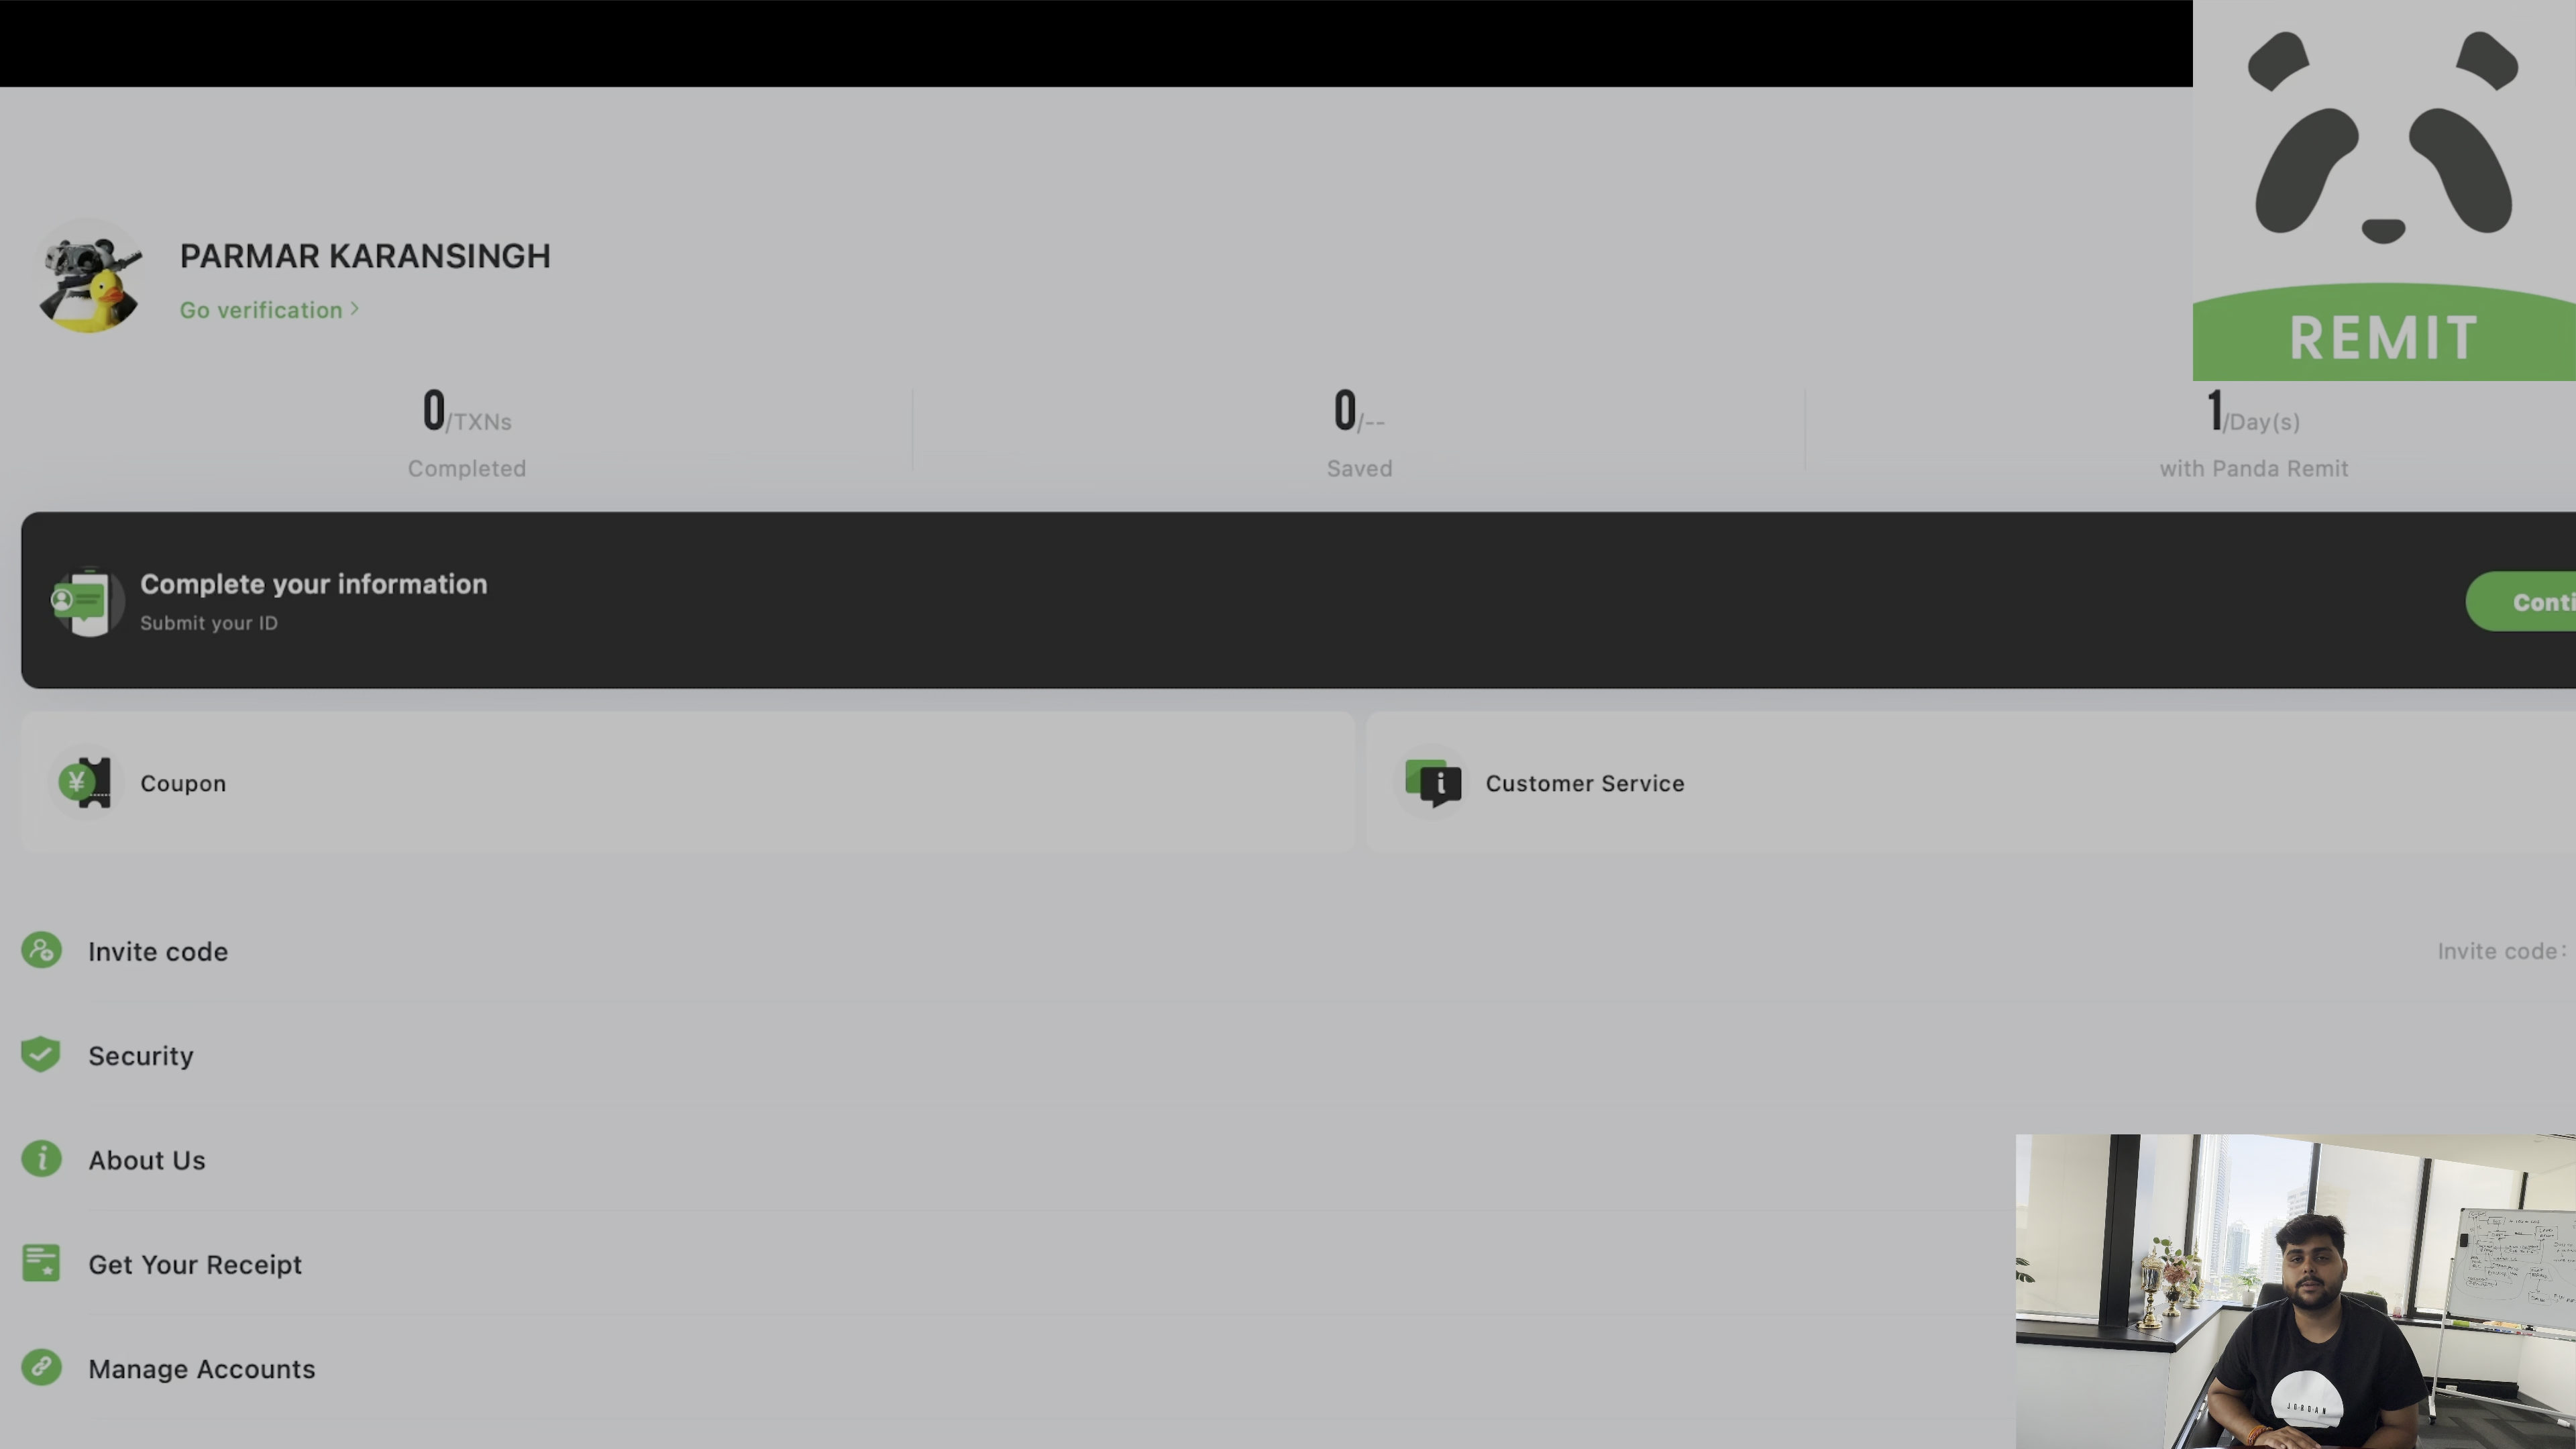 REMIT
PARMAR KARANSINGH
Go verification >
0/TXNs
Completed
0/--
Saved
1/Day(s)
with Panda Remit
Complete your information
Submit your ID
Conti
¥
Coupon
Customer Service
Invite code
Invite code:
Security
About Us
Get Your Receipt
Manage Accounts
JORDAN